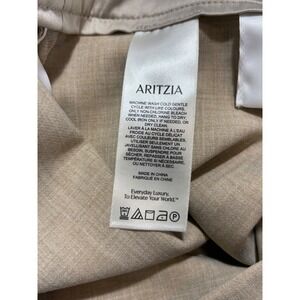 ARITZIA
MACHINE WASH COLD GENTLE
CYCLE WITH LIKE COLOURS.
ONLY NON-CHLORINE BLEACH
WHEN NEEDED. HANG TO DRY.
COOL IRON ONLY IF NEEDED, OR
DRY CLEAN.
LAVER À LA MACHINE À L'EAU
FROIDE AU CYCLE DÉLICAT
AVEC COULEURS SEMBLABLES.
UTILISER SEULEMENT UN
JAVELLISANT SANS CHLORE AU
BESOIN. SUSPENDRE POUR
SÉCHER. REPASSER À BASSE
TEMPÉRATURE SI NÉCESSAIRE,
OU NETTOYER À SEC.
MADE IN CHINA
FABRIQUÉ EN CHINE
Everyday Luxury.
To Elevate Your World.™
P